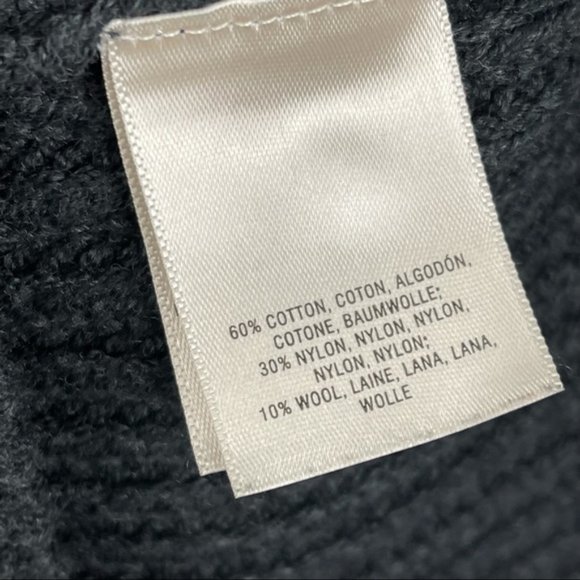 60% COTTON, COTON, ALGODÓN,
COTONE, BAUMWOLLE;
30% NYLON, NYLON, NYLON,
NYLON, NYLON;
10% WOOL, LAINE, LANA, LANA,
WOLLE